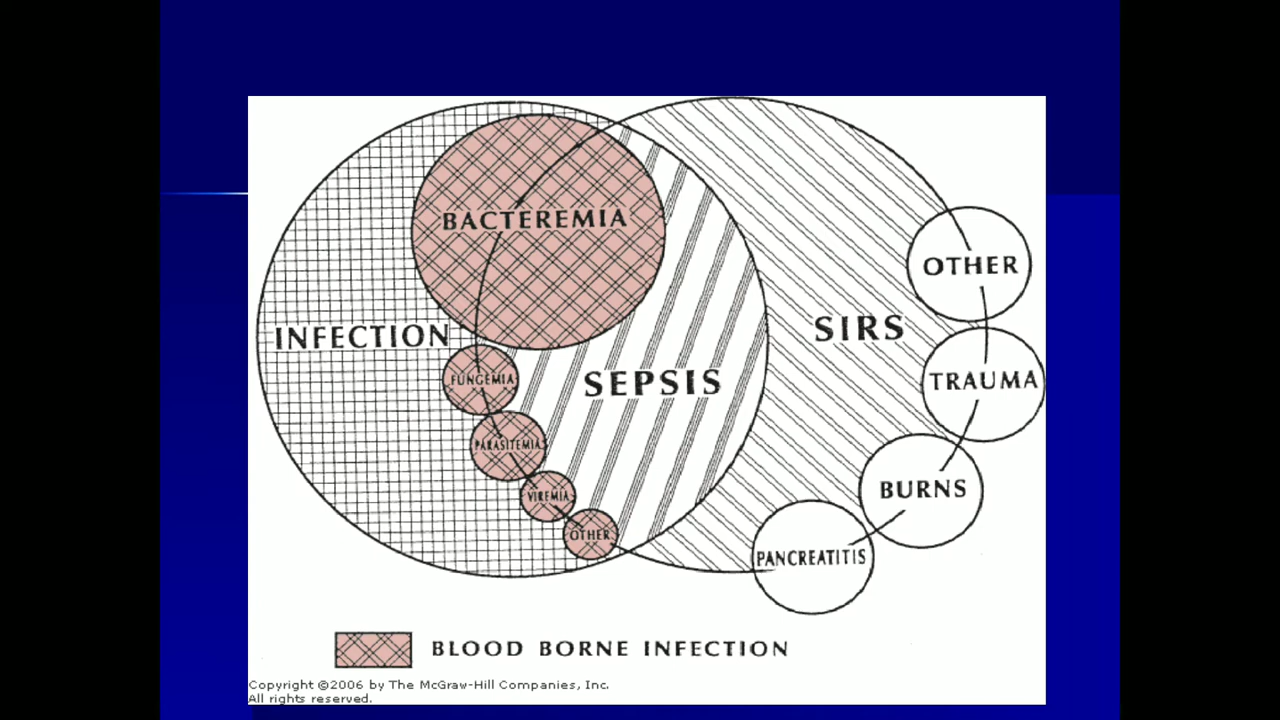 BACTEREMIA
OTHER
INFECTION
SIRS
FUNGEMIA
SEPSIS
TRAUMA
PARASITEMIA
VIREMIA
BURNS
OTHER
PANCREATITIS
BLOOD BORNE INFECTION
Copyright ©2006 by The McGraw-Hill Companies, Inc.
All rights reserved.